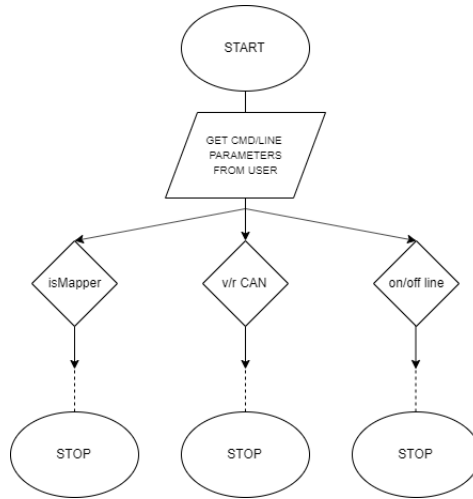 START
GET CMD/LINE
PARAMETERS
FROM USER
isMapper
v/r CAN
on/off line
STOP
STOP
STOP